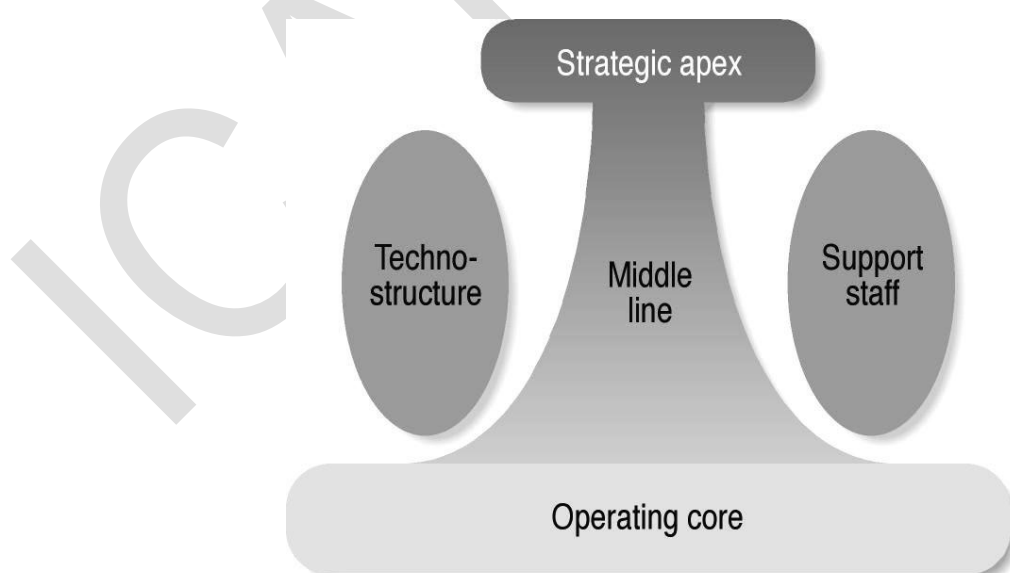 Strategic apex
Techno-
structure
Middle
line
Support
staff
Operating core